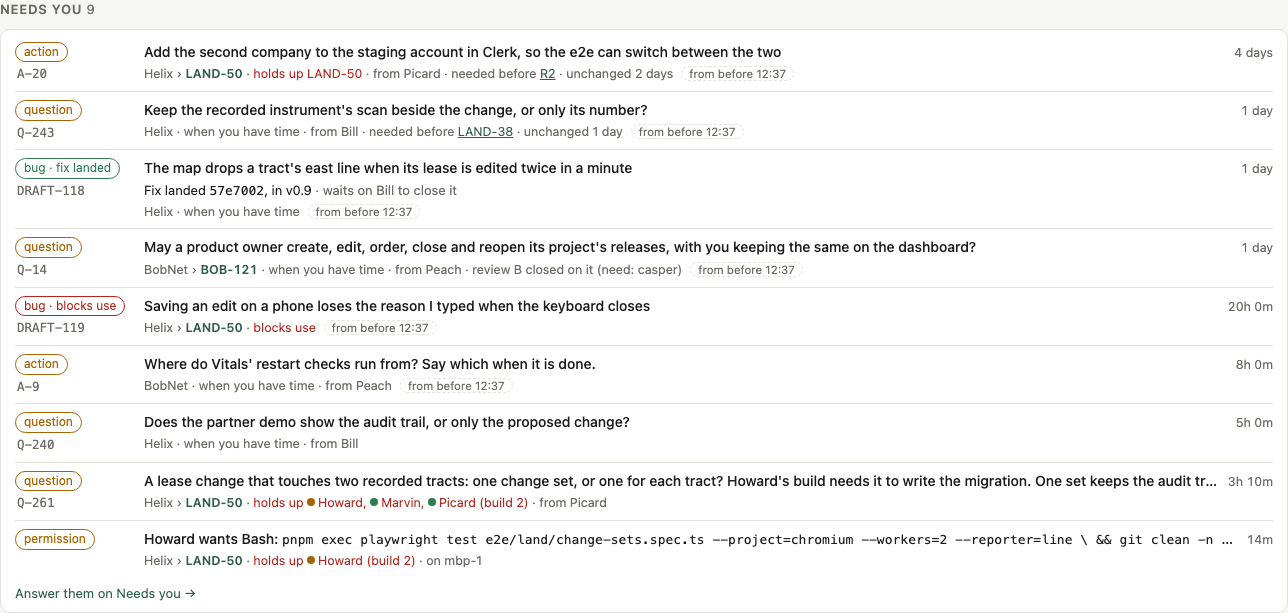 NEEDS YOU 9
action
Add the second company to the staging account in Clerk, so the e2e can switch between the two
4 days
A-20
Helix › LAND-50 · holds up LAND-50 · from Picard · needed before R2 · unchanged 2 days from before 12:37
question
Keep the recorded instrument's scan beside the change, or only its number?
1 day
Q-243
Helix · when you have time · from Bill · needed before LAND-38 · unchanged 1 day from before 12:37
bug · fix landed
The map drops a tract's east line when its lease is edited twice in a minute
1 day
DRAFT-118
Fix landed 57e7002, in v0.9 · waits on Bill to close it
Helix · when you have time from before 12:37
question
May a product owner create, edit, order, close and reopen its project's releases, with you keeping the same on the dashboard?
1 day
Q-14
BobNet › BOB-121 · when you have time · from Peach · review B closed on it (need: casper) from before 12:37
bug · blocks use
Saving an edit on a phone loses the reason I typed when the keyboard closes
20h 0m
DRAFT-119
Helix › LAND-50 · blocks use from before 12:37
action
Where do Vitals' restart checks run from? Say which when it is done.
8h 0m
A-9
BobNet · when you have time · from Peach from before 12:37
question
Does the partner demo show the audit trail, or only the proposed change?
5h 0m
Q-240
Helix · when you have time · from Bill
question
A lease change that touches two recorded tracts: one change set, or one for each tract? Howard's build needs it to write the migration. One set keeps the audit tr...
3h 10m
Q-261
Helix › LAND-50 · holds up Howard, Marvin, Picard (build 2) · from Picard
permission
Howard wants Bash: pnpm exec playwright test e2e/land/change-sets.spec.ts --project=chromium --workers=2 --reporter=line \ && git clean -n ...
14m
Helix › LAND-50 · holds up Howard (build 2) · on mbp-1
Answer them on Needs you →